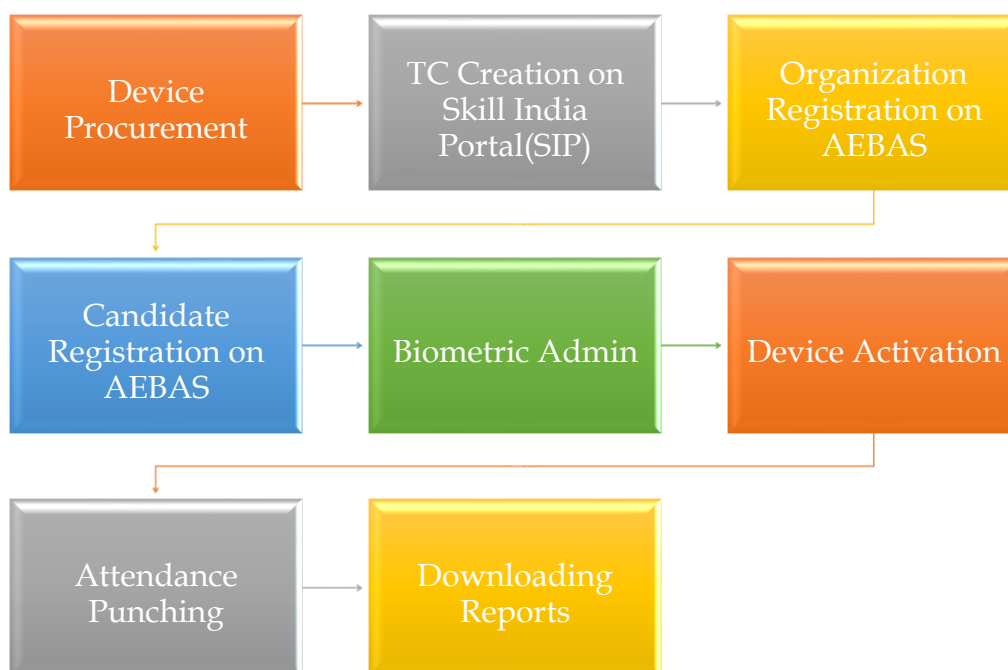 Device
Procurement
TC Creation on
Skill India
Portal(SIP)
Organization
Registration on
AEBAS
Candidate
Registration on
AEBAS
Biometric Admin
Device Activation
Attendance
Punching
Downloading
Reports